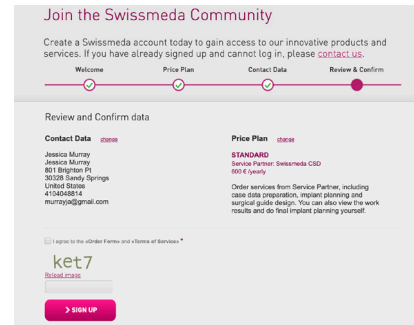 Join the Swissmeda Community
Create a Swissmeda account today to gain access to our innovative products and
services. If you have already signed up and cannot log in, please contact us.
Welcome
Price Plan
Contact Data
Review & Confirm
Review and Confirm data
Contact Data change
Jessica Murray
Jessica Murray
801 Brighton Pt
30328 Sandy Springs
United States
4104048814
murrayja@gmail.com
Price Plan change
STANDARD
Service Partner: Swissmeda CSD
600 € /yearly
Order services from Service Partner, including
case data preparation, implant planning and
surgical guide design. You can also view the work
results and do final implant planning yourself.
I agree to the «Order Form» and «Terms of Service» *
ket7
Reload image
> SIGN UP